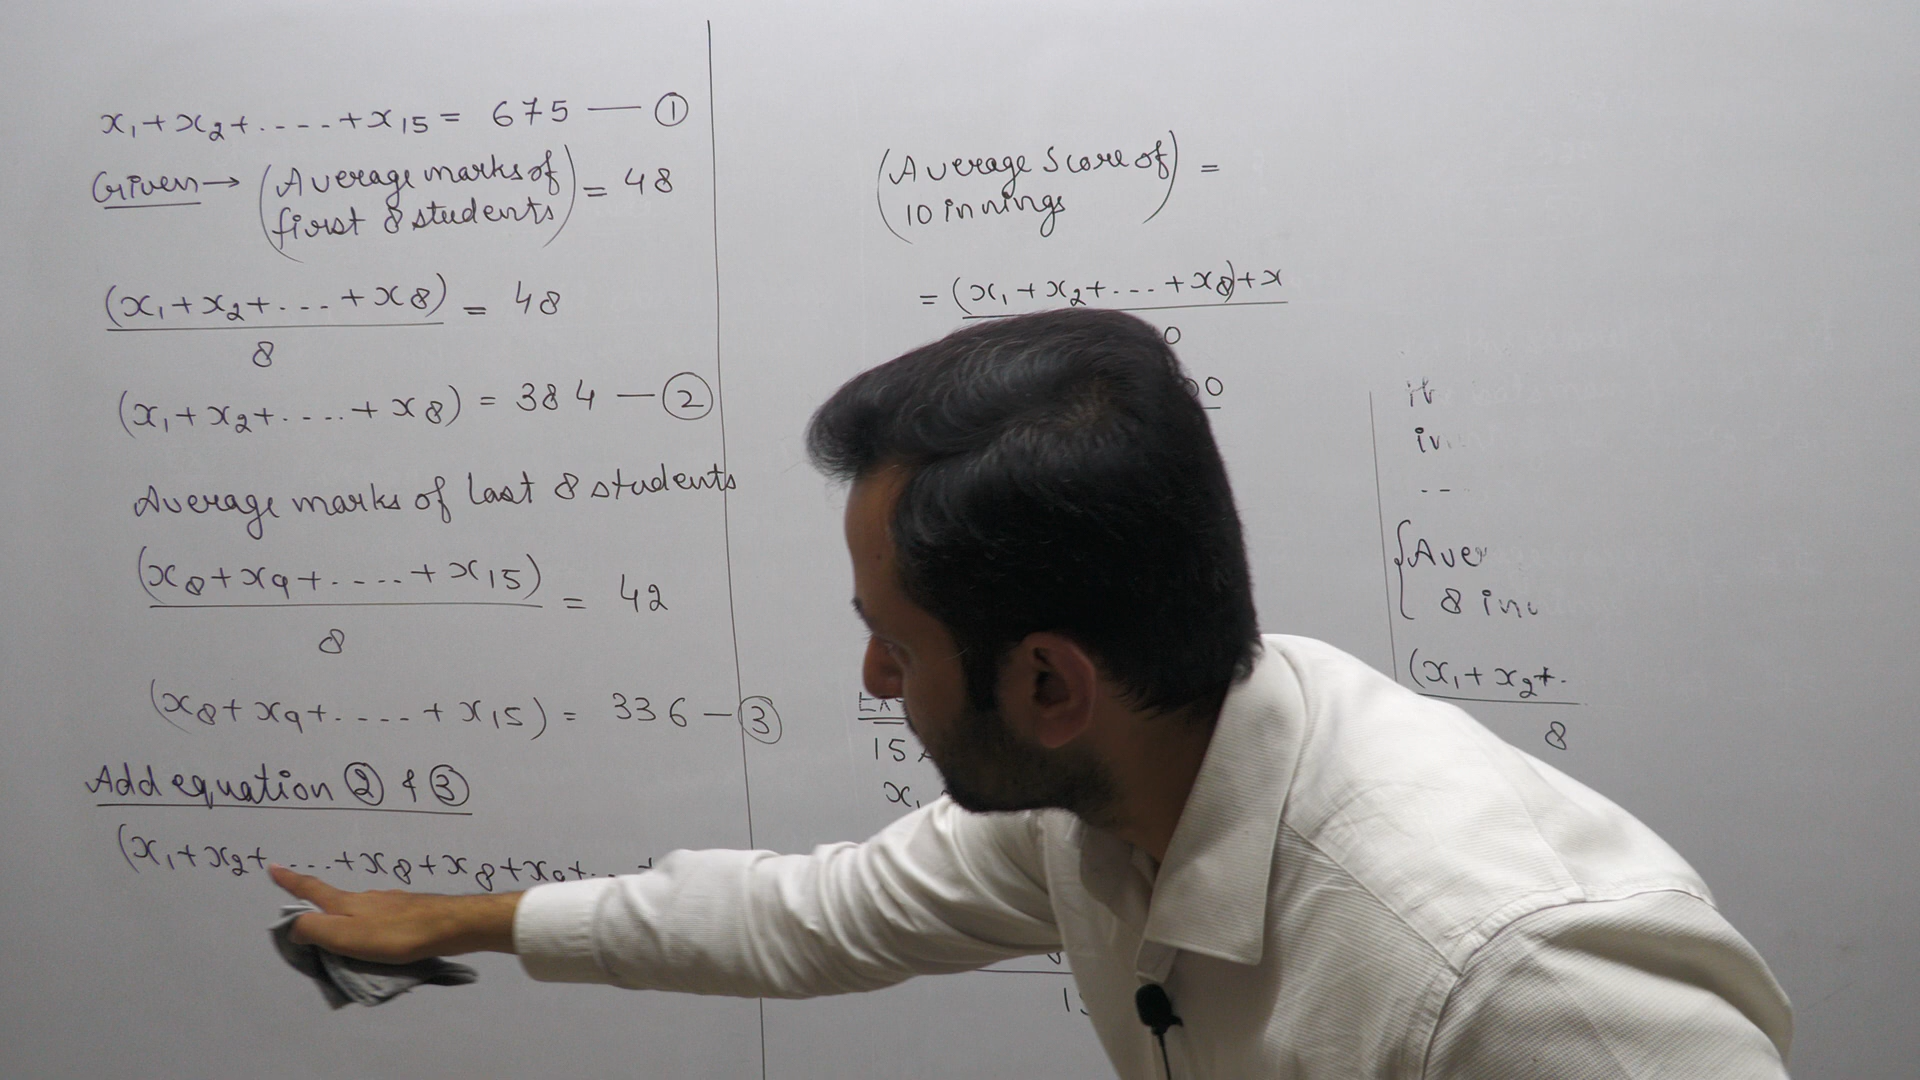 x₁+x₂+.----+x₁₅= 675 — ①
Given→ (Average marks of
first 8 students) = 48
(x₁+x₂+.--.+x₈) = 48
8
(x₁+x₂+.--..+x₈) = 384 — ②
Average marks of last 8 students
(x₈+x₉+.--..+x₁₅) = 42
8
(x₈+x₉+.---.+x₁₅) = 336 — ③
Add equation ② & ③
(x₁+x₂+...+x₈+x₈+x₉+..
(Average Score of
10 innings) =
= (x₁+x₂+.--.+x₈)+x
15
x₁
8
(x₁+x₂+.
8